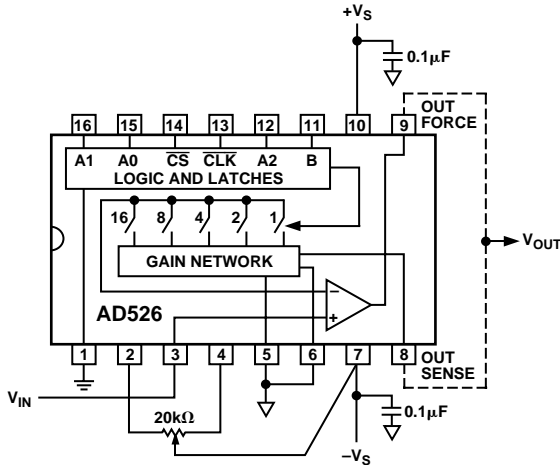 +VS
0.1µF
16 15 14 13 12 11 10 9
OUT
FORCE
A1 A0 CS CLK A2 B
LOGIC AND LATCHES
16 8 4 2 1
VOUT
GAIN NETWORK
–
+
AD526
1 2 3 4 5 6 7 8
OUT
SENSE
VIN
20kΩ
0.1µF
–VS